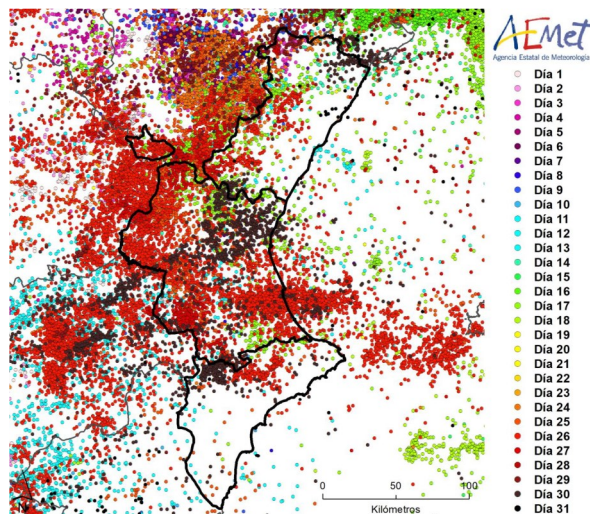 AEMet
Agencia Estatal de Meteorología
Día 1
Día 2
Día 3
Día 4
Día 5
Día 6
Día 7
Día 8
Día 9
Día 10
Día 11
Día 12
Día 13
Día 14
Día 15
Día 16
Día 17
Día 18
Día 19
Día 20
Día 21
Día 22
Día 23
Día 24
Día 25
Día 26
Día 27
Día 28
Día 29
Día 30
Día 31
0 50 100
Kilómetros